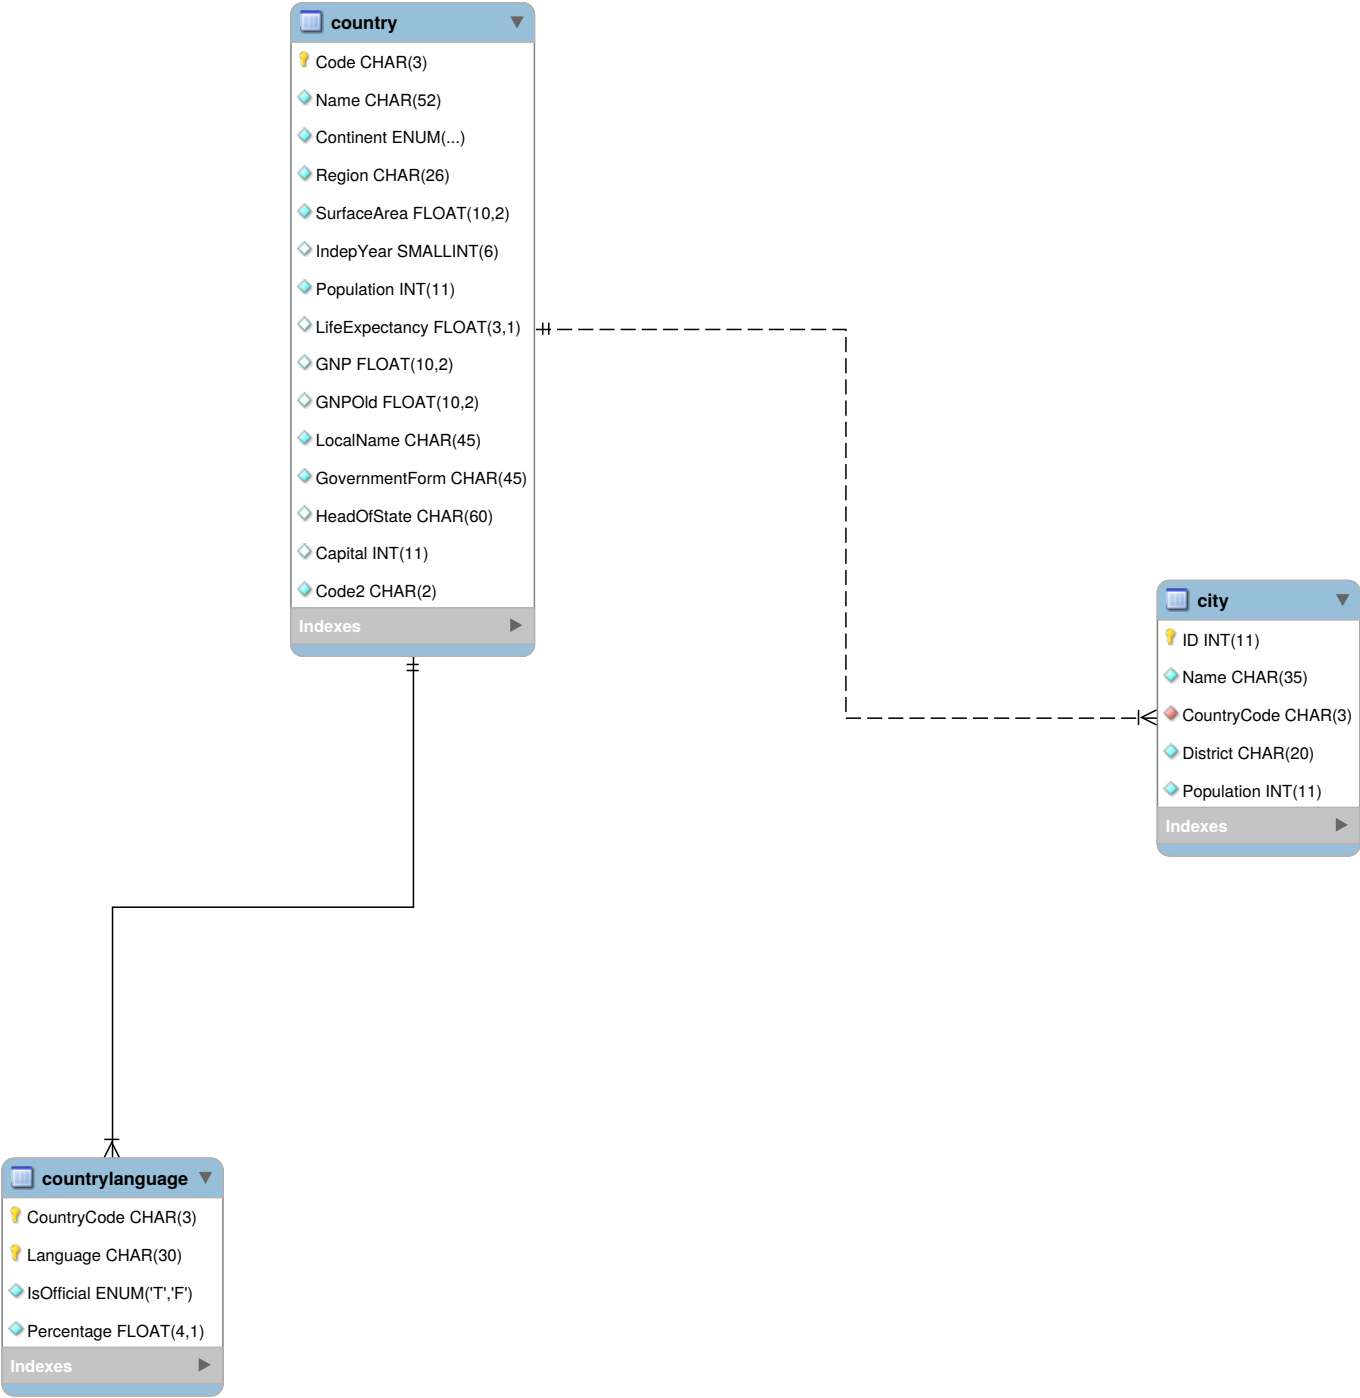 country
Code CHAR(3)
Name CHAR(52)
Continent ENUM(...)
Region CHAR(26)
SurfaceArea FLOAT(10,2)
IndepYear SMALLINT(6)
Population INT(11)
LifeExpectancy FLOAT(3,1)
GNP FLOAT(10,2)
GNPOld FLOAT(10,2)
LocalName CHAR(45)
GovernmentForm CHAR(45)
HeadOfState CHAR(60)
Capital INT(11)
Code2 CHAR(2)
Indexes
city
ID INT(11)
Name CHAR(35)
CountryCode CHAR(3)
District CHAR(20)
Population INT(11)
Indexes
countrylanguage
CountryCode CHAR(3)
Language CHAR(30)
IsOfficial ENUM('T','F')
Percentage FLOAT(4,1)
Indexes